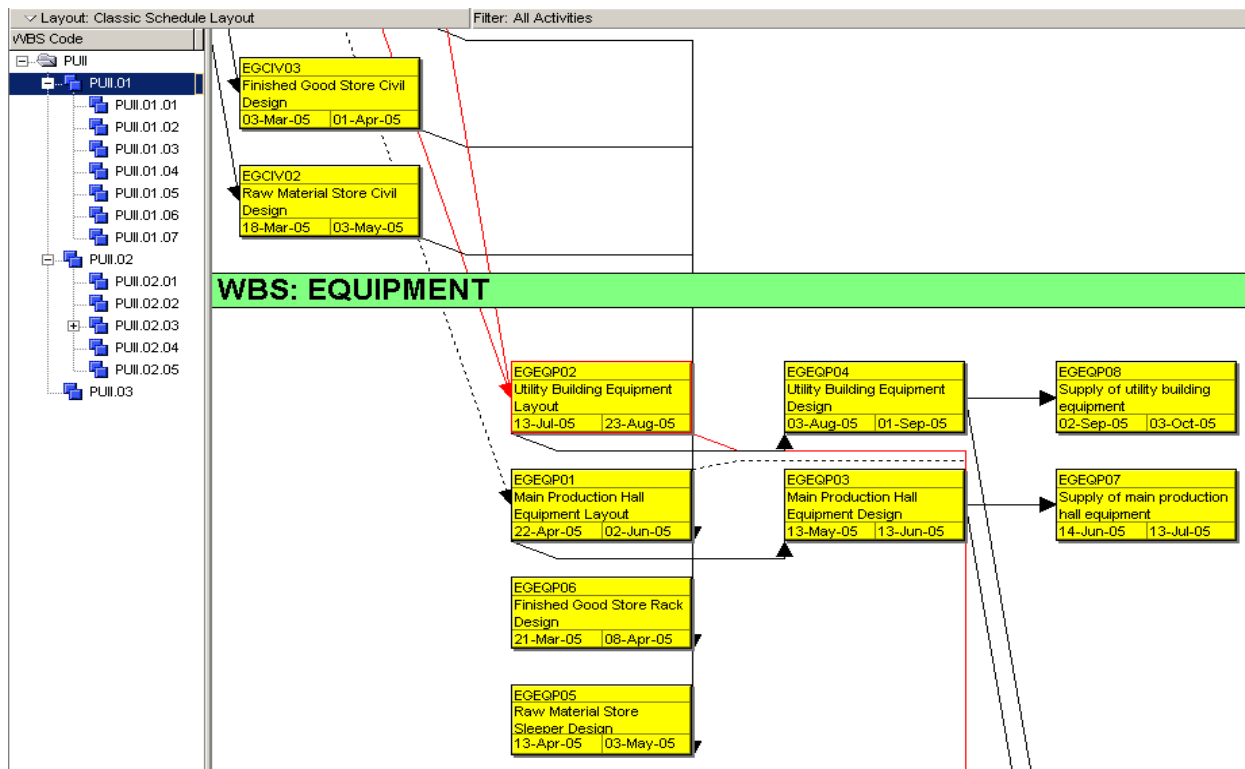 Layout: Classic Schedule Layout
Filter: All Activities
WBS Code
PUII
PUII.01
PUII.01.01
PUII.01.02
PUII.01.03
PUII.01.04
PUII.01.05
PUII.01.06
PUII.01.07
PUII.02
PUII.02.01
PUII.02.02
PUII.02.03
PUII.02.04
PUII.02.05
PUII.03
EGCIV03
Finished Good Store Civil
Design
03-Mar-05 01-Apr-05
EGCIV02
Raw Material Store Civil
Design
18-Mar-05 03-May-05
WBS: EQUIPMENT
EGEQP02
Utility Building Equipment
Layout
13-Jul-05 23-Aug-05
EGEQP04
Utility Building Equipment
Design
03-Aug-05 01-Sep-05
EGEQP08
Supply of utility building
equipment
02-Sep-05 03-Oct-05
EGEQP01
Main Production Hall
Equipment Layout
22-Apr-05 02-Jun-05
EGEQP03
Main Production Hall
Equipment Design
13-May-05 13-Jun-05
EGEQP07
Supply of main production
hall equipment
14-Jun-05 13-Jul-05
EGEQP06
Finished Good Store Rack
Design
21-Mar-05 08-Apr-05
EGEQP05
Raw Material Store
Sleeper Design
13-Apr-05 03-May-05